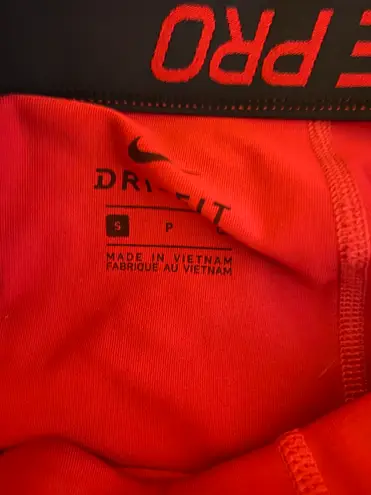 E PRO
DRI-FIT
S P
MADE IN VIETNAM
FABRIQUE AU VIETNAM